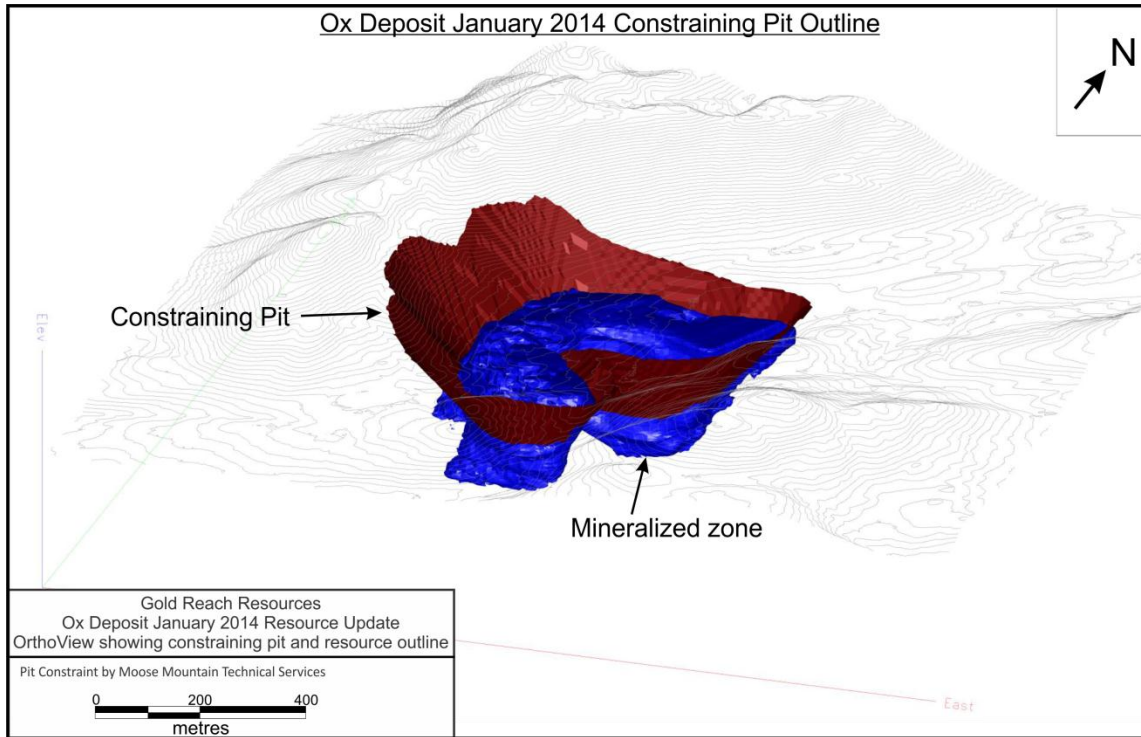 Ox Deposit January 2014 Constraining Pit Outline
N
Constraining Pit
Elev
Mineralized zone
Gold Reach Resources
Ox Deposit January 2014 Resource Update
OrthoView showing constraining pit and resource outline
Pit Constraint by Moose Mountain Technical Services
0 200 400
metres
East